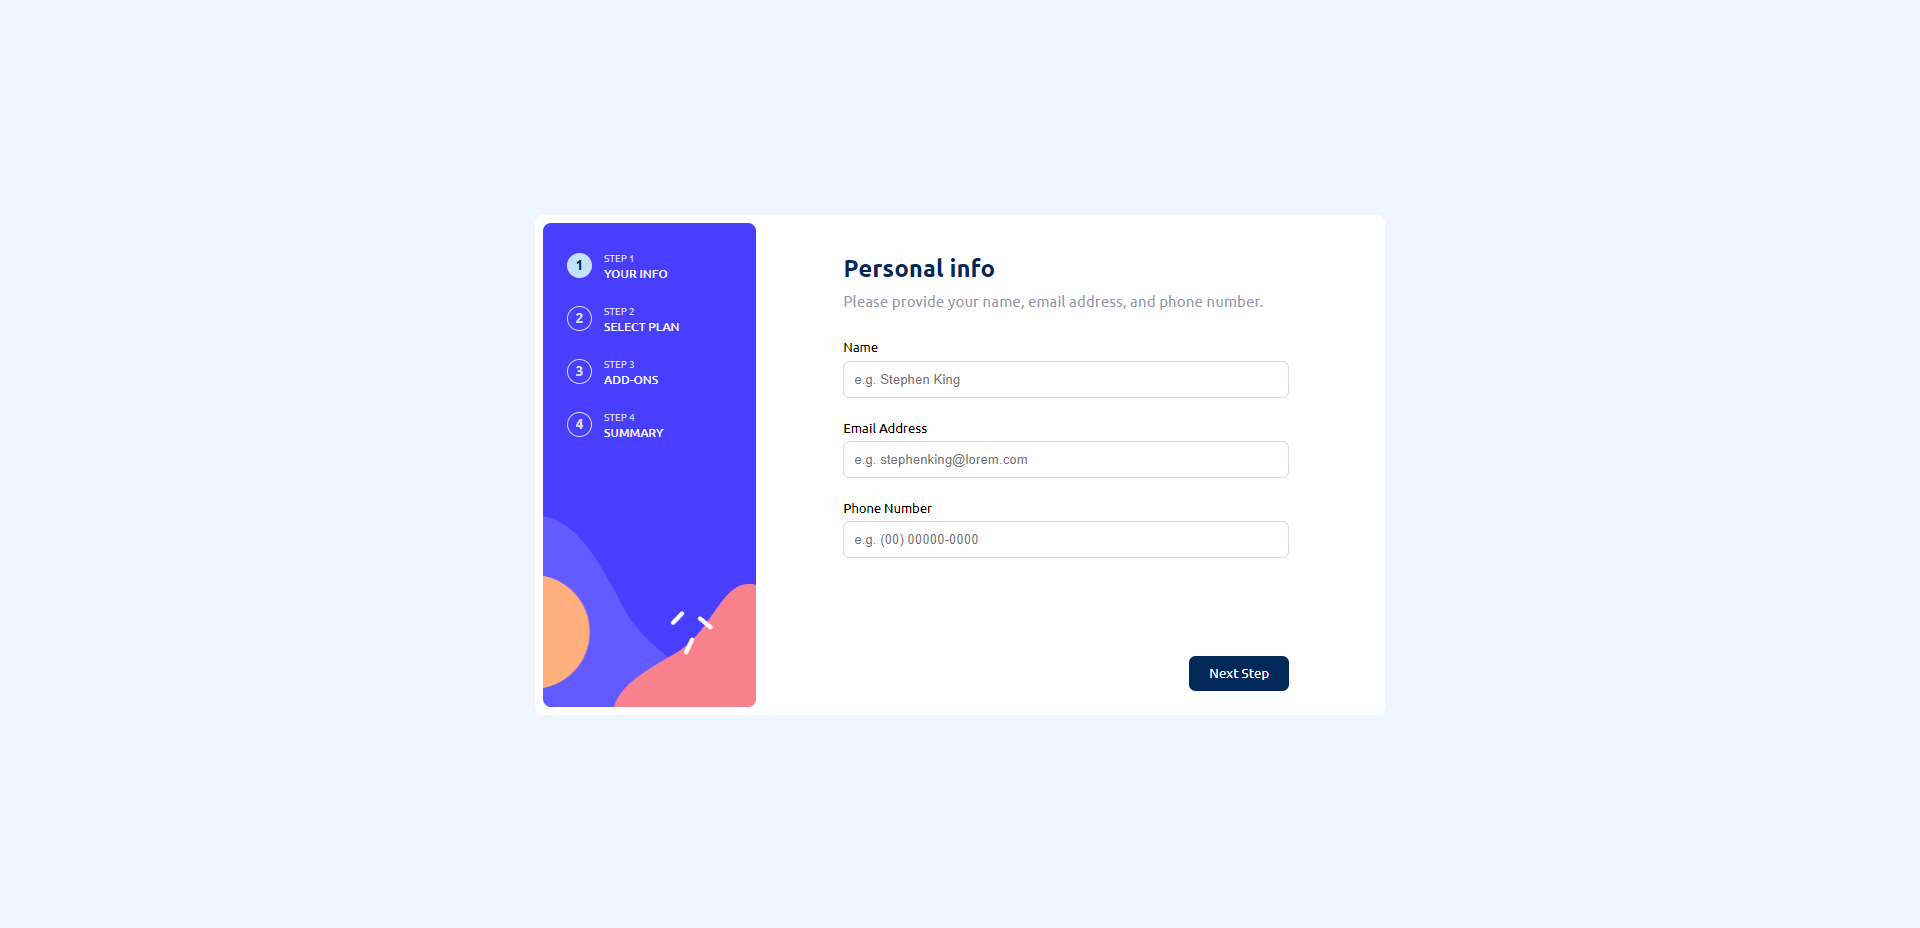 1
STEP 1
YOUR INFO
2
STEP 2
SELECT PLAN
3
STEP 3
ADD-ONS
4
STEP 4
SUMMARY
Personal info
Please provide your name, email address, and phone number.
Name
e.g. Stephen King
Email Address
e.g. stephenking@lorem.com
Phone Number
e.g. (00) 00000-0000
Next Step